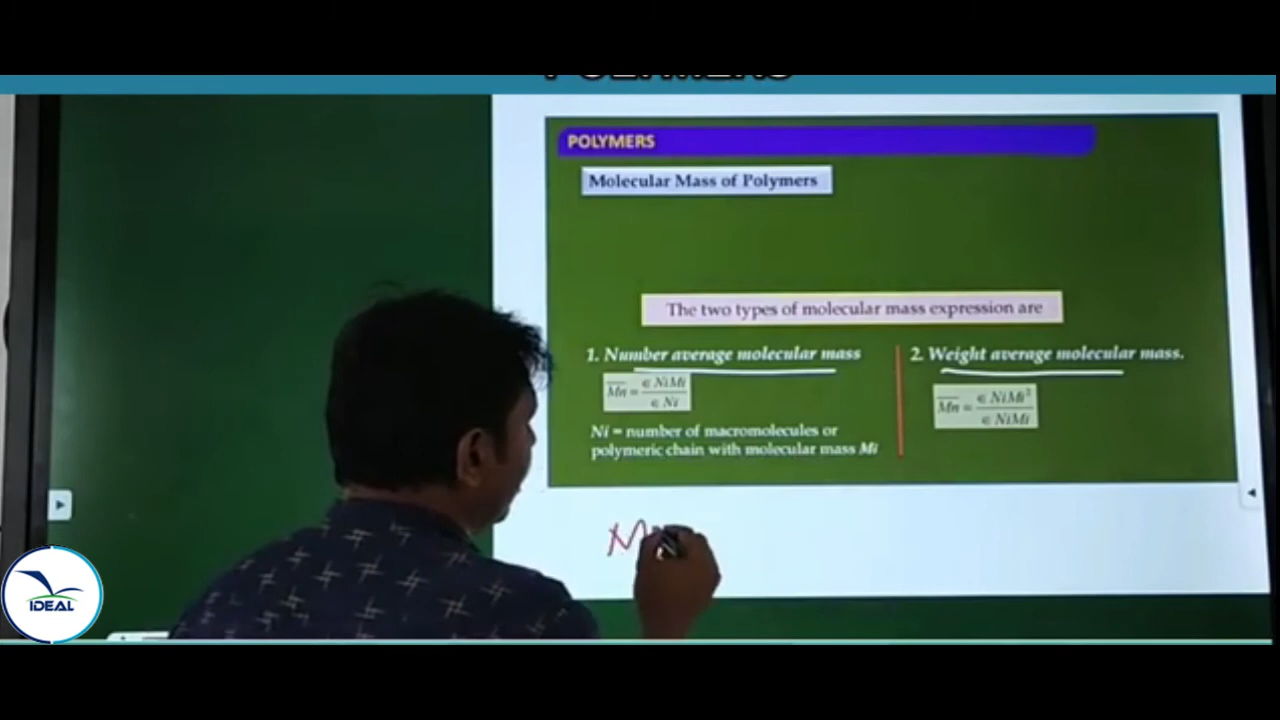 POLYMERS
POLYMERS
Molecular Mass of Polymers
The two types of molecular mass expression are
1. Number average molecular mass
2. Weight average molecular mass.
Mn = ∈ NiMi / ∈ Ni
Mn = ∈ NiMi² / ∈ NiMi
Ni = number of macromolecules or
polymeric chain with molecular mass Mi
M
IDEAL